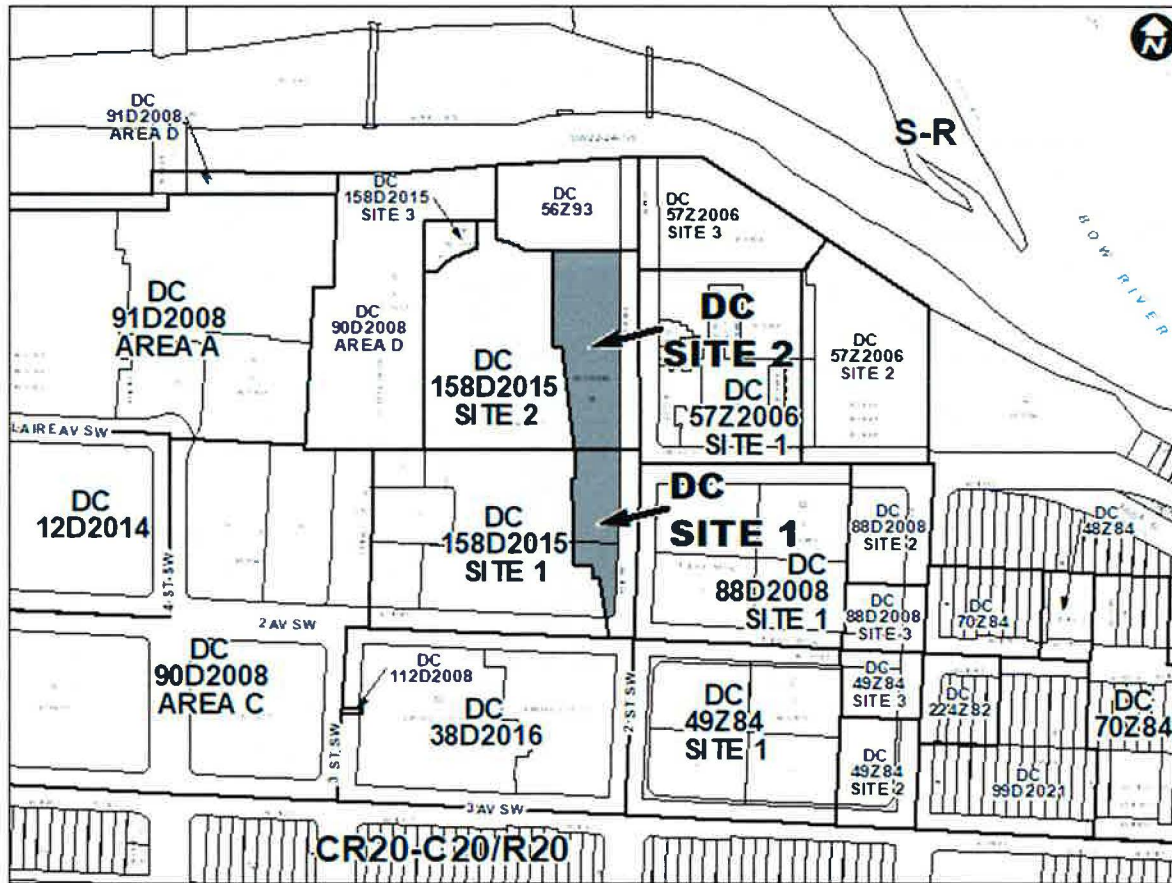 N
DC
91D2008
AREA D
S-R
DC
158D2015
SITE 3
DC
56Z93
DC
57Z2006
SITE 3
BOW RIVER
DC
91D2008
AREA A
DC
90D2008
AREA D
DC
158D2015
SITE 2
DC
SITE 2
DC
57Z2006
SITE 1
DC
57Z2006
SITE 2
LAIRE AV SW
DC
12D2014
4 ST SW
DC
158D2015
SITE 1
DC
SITE 1
DC
88D2008
SITE 1
DC
88D2008
SITE 2
DC
48Z84
DC
88D2008
SITE 3
DC
70Z84
2 AV SW
DC
90D2008
AREA C
DC
112D2008
3 ST SW
DC
38D2016
2 ST SW
DC
49Z84
SITE 1
DC
49Z84
SITE 3
DC
224Z82
DC
70Z84
DC
49Z84
SITE 2
DC
99D2021
3 AV SW
CR20-C20/R20